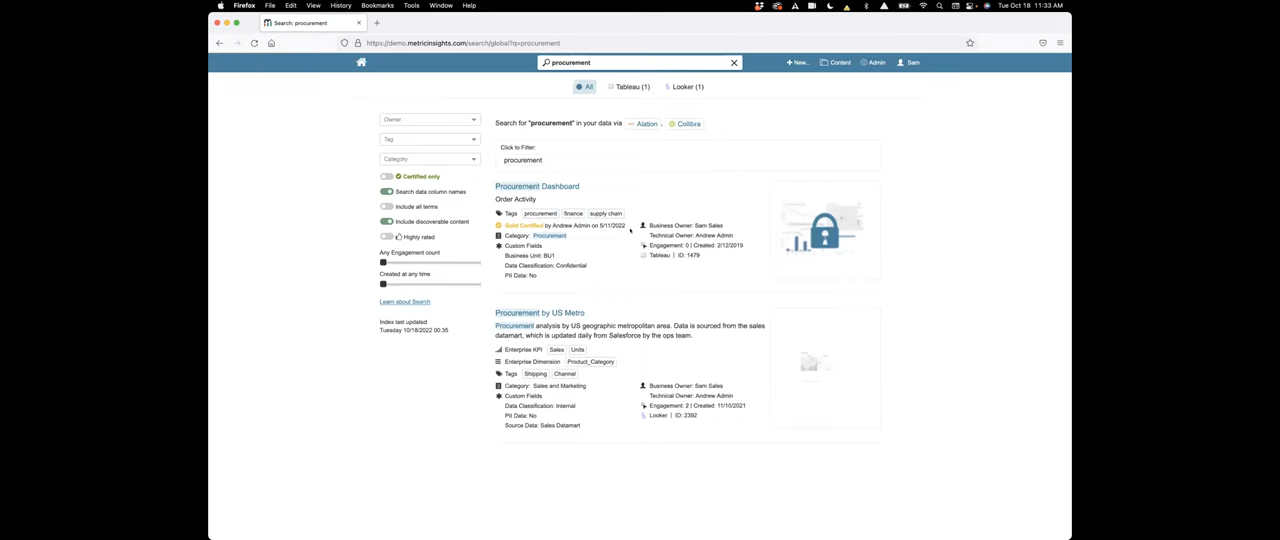 Firefox File Edit View History Bookmarks Tools Window Help Tue Oct 18 11:33 AM
Search: procurement
https://demo.metricinsights.com/search/global?q=procurement
procurement
+ New... Content Admin Sam
All Tableau (1) Looker (1)
Owner
Tag
Category
Certified only
Search data column names
Include all terms
Include discoverable content
Highly rated
Any Engagement count
Created at any time
Learn about Search
Index last updated
Tuesday 10/18/2022 00:35
Search for "procurement" in your data via Alation, Collibra
Click to Filter:
procurement
Procurement Dashboard
Order Activity
Tags procurement finance supply chain
Gold Certified by Andrew Admin on 5/11/2022
Category: Procurement
Custom Fields
Business Unit: BU1
Data Classification: Confidential
PII Data: No
Business Owner: Sam Sales
Technical Owner: Andrew Admin
Engagement: 0 | Created: 2/12/2019
Tableau | ID: 1479
Procurement by US Metro
Procurement analysis by US geographic metropolitan area. Data is sourced from the sales
datamart, which is updated daily from Salesforce by the ops team.
Enterprise KPI Sales Units
Enterprise Dimension Product_Category
Tags Shipping Channel
Category: Sales and Marketing
Custom Fields
Data Classification: Internal
PII Data: No
Source Data: Sales Datamart
Business Owner: Sam Sales
Technical Owner: Andrew Admin
Engagement: 2 | Created: 11/10/2021
Looker | ID: 2392